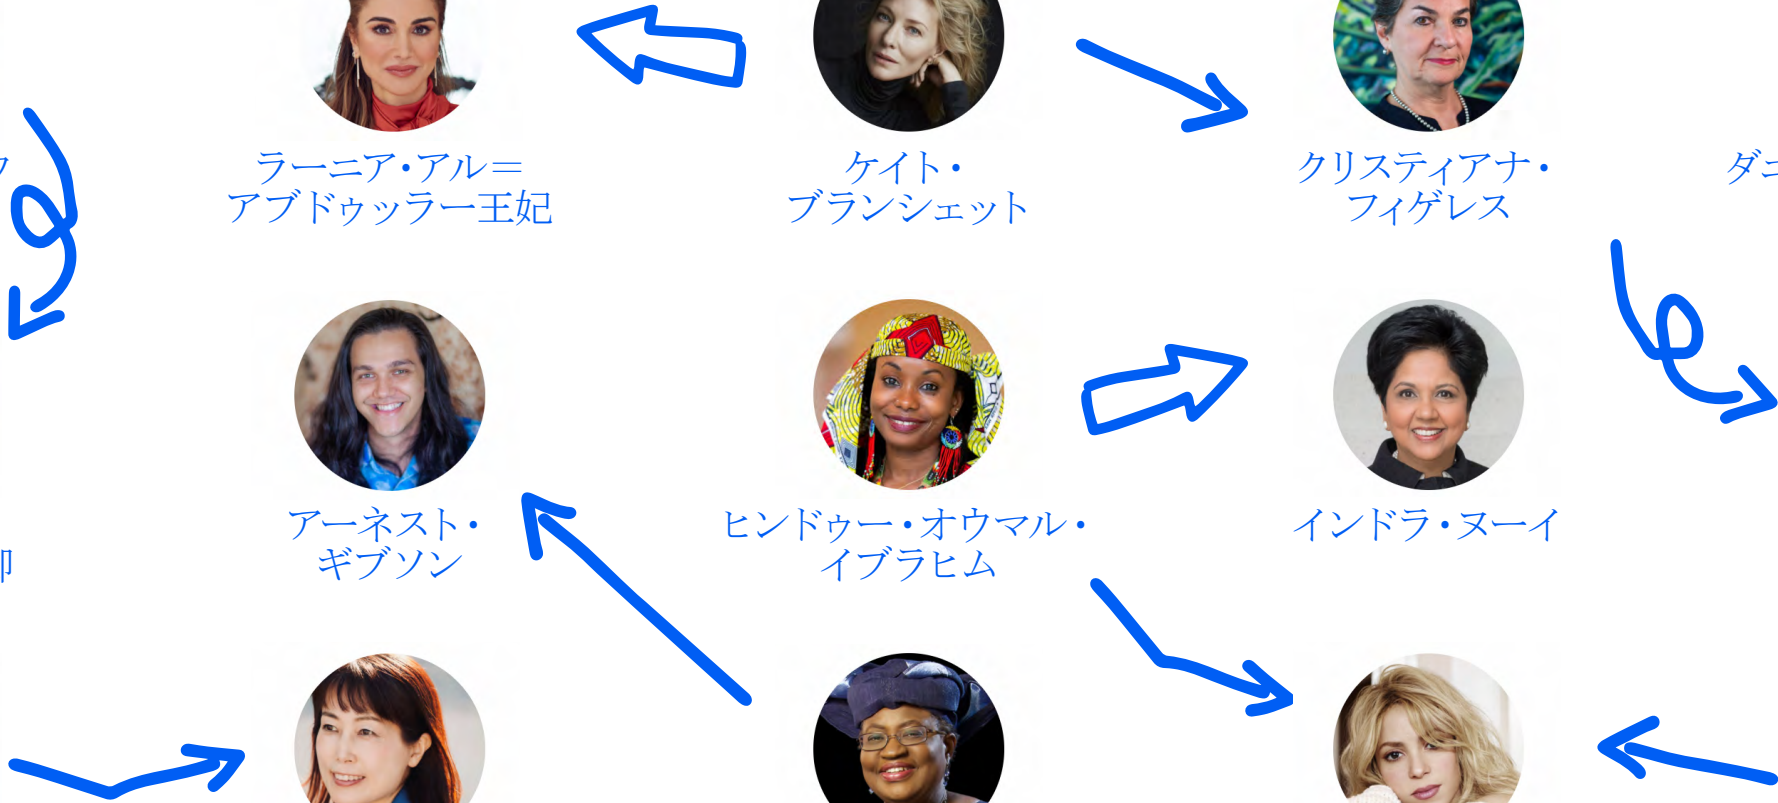 ラーニア・アル＝
アブドゥッラー王妃
ケイト・
ブランシェット
クリスティアナ・
フィゲレス
ダニ
アーネスト・
ギブソン
ヒンドゥー・オウマル・
イブラヒム
インドラ・ヌーイ